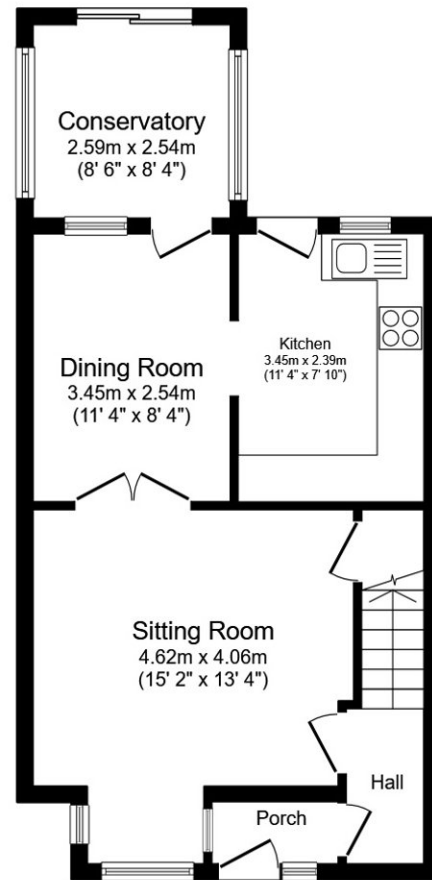 Conservatory
2.59m x 2.54m
(8' 6" x 8' 4")
Kitchen
3.45m x 2.39m
(11' 4" x 7' 10")
Dining Room
3.45m x 2.54m
(11' 4" x 8' 4")
Sitting Room
4.62m x 4.06m
(15' 2" x 13' 4")
Hall
Porch